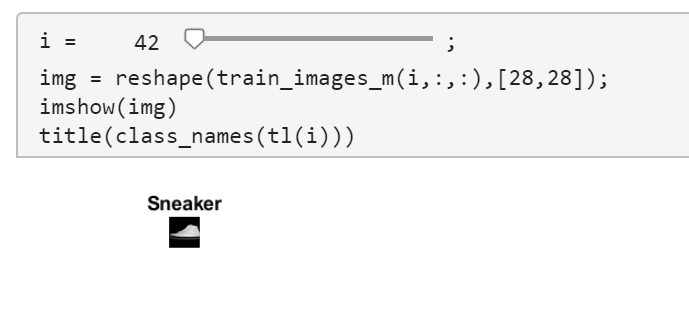 i = 42 ;
img = reshape(train_images_m(i,:,:),[28,28]);
imshow(img)
title(class_names(tl(i)))
Sneaker